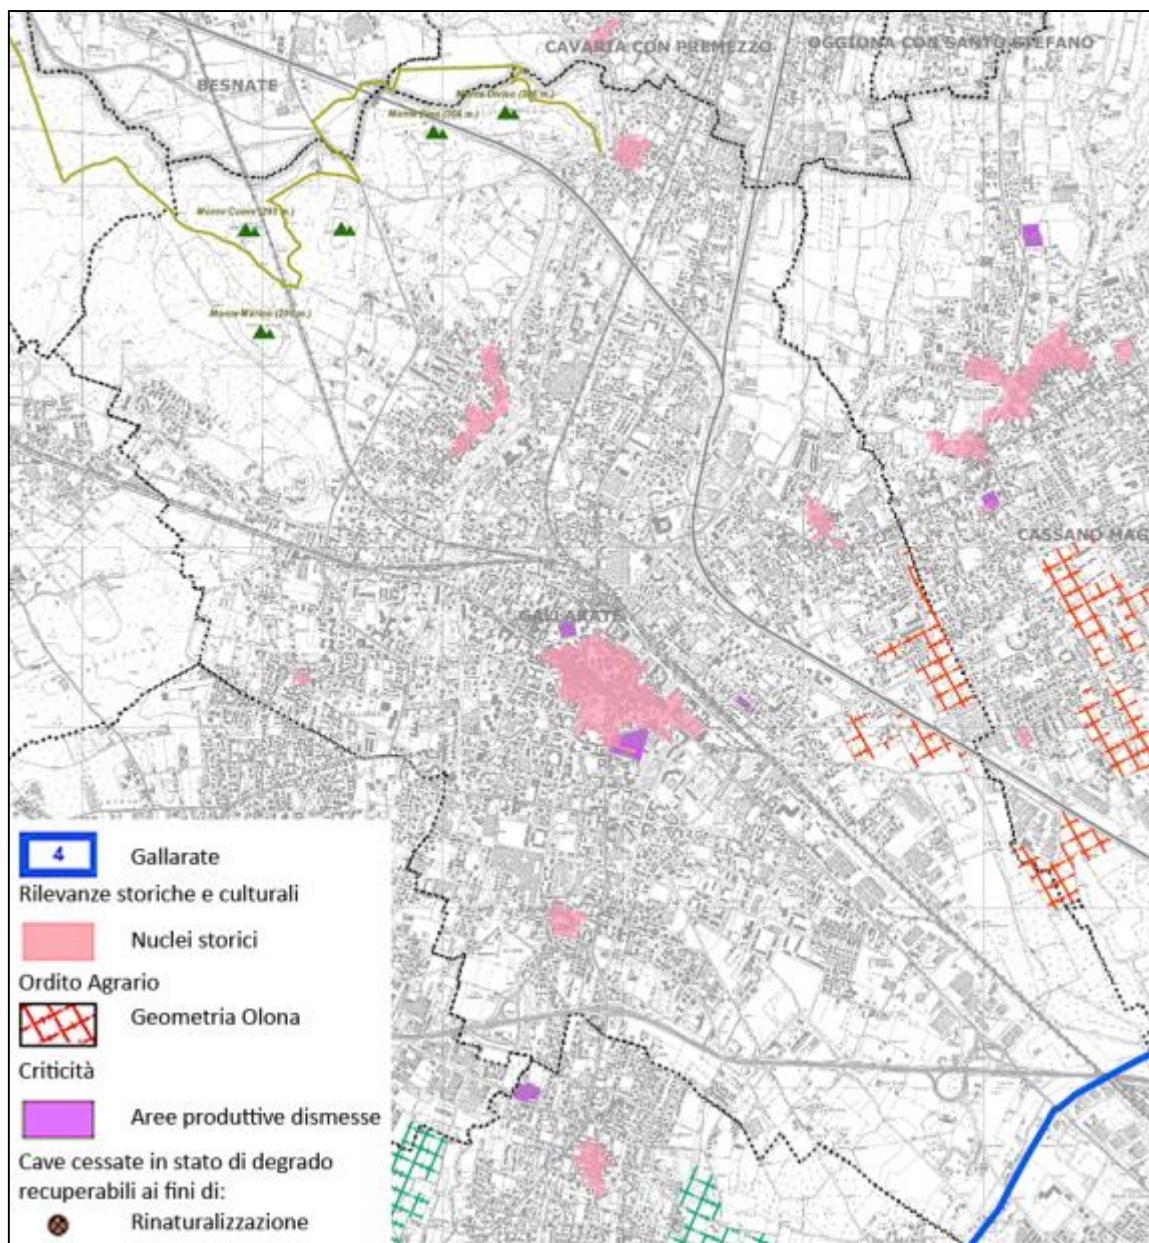 CAVARIA CON PREMEZZO
OGGIONA CON SANTO STEFANO
BESNATE
CASSANO MAG
GALLARATE
4
Gallarate
Rilevanze storiche e culturali
Nuclei storici
Ordito Agrario
Geometria Olona
Criticità
Aree produttive dismesse
Cave cessate in stato di degrado
recuperabili ai fini di:
Rinaturalizzazione